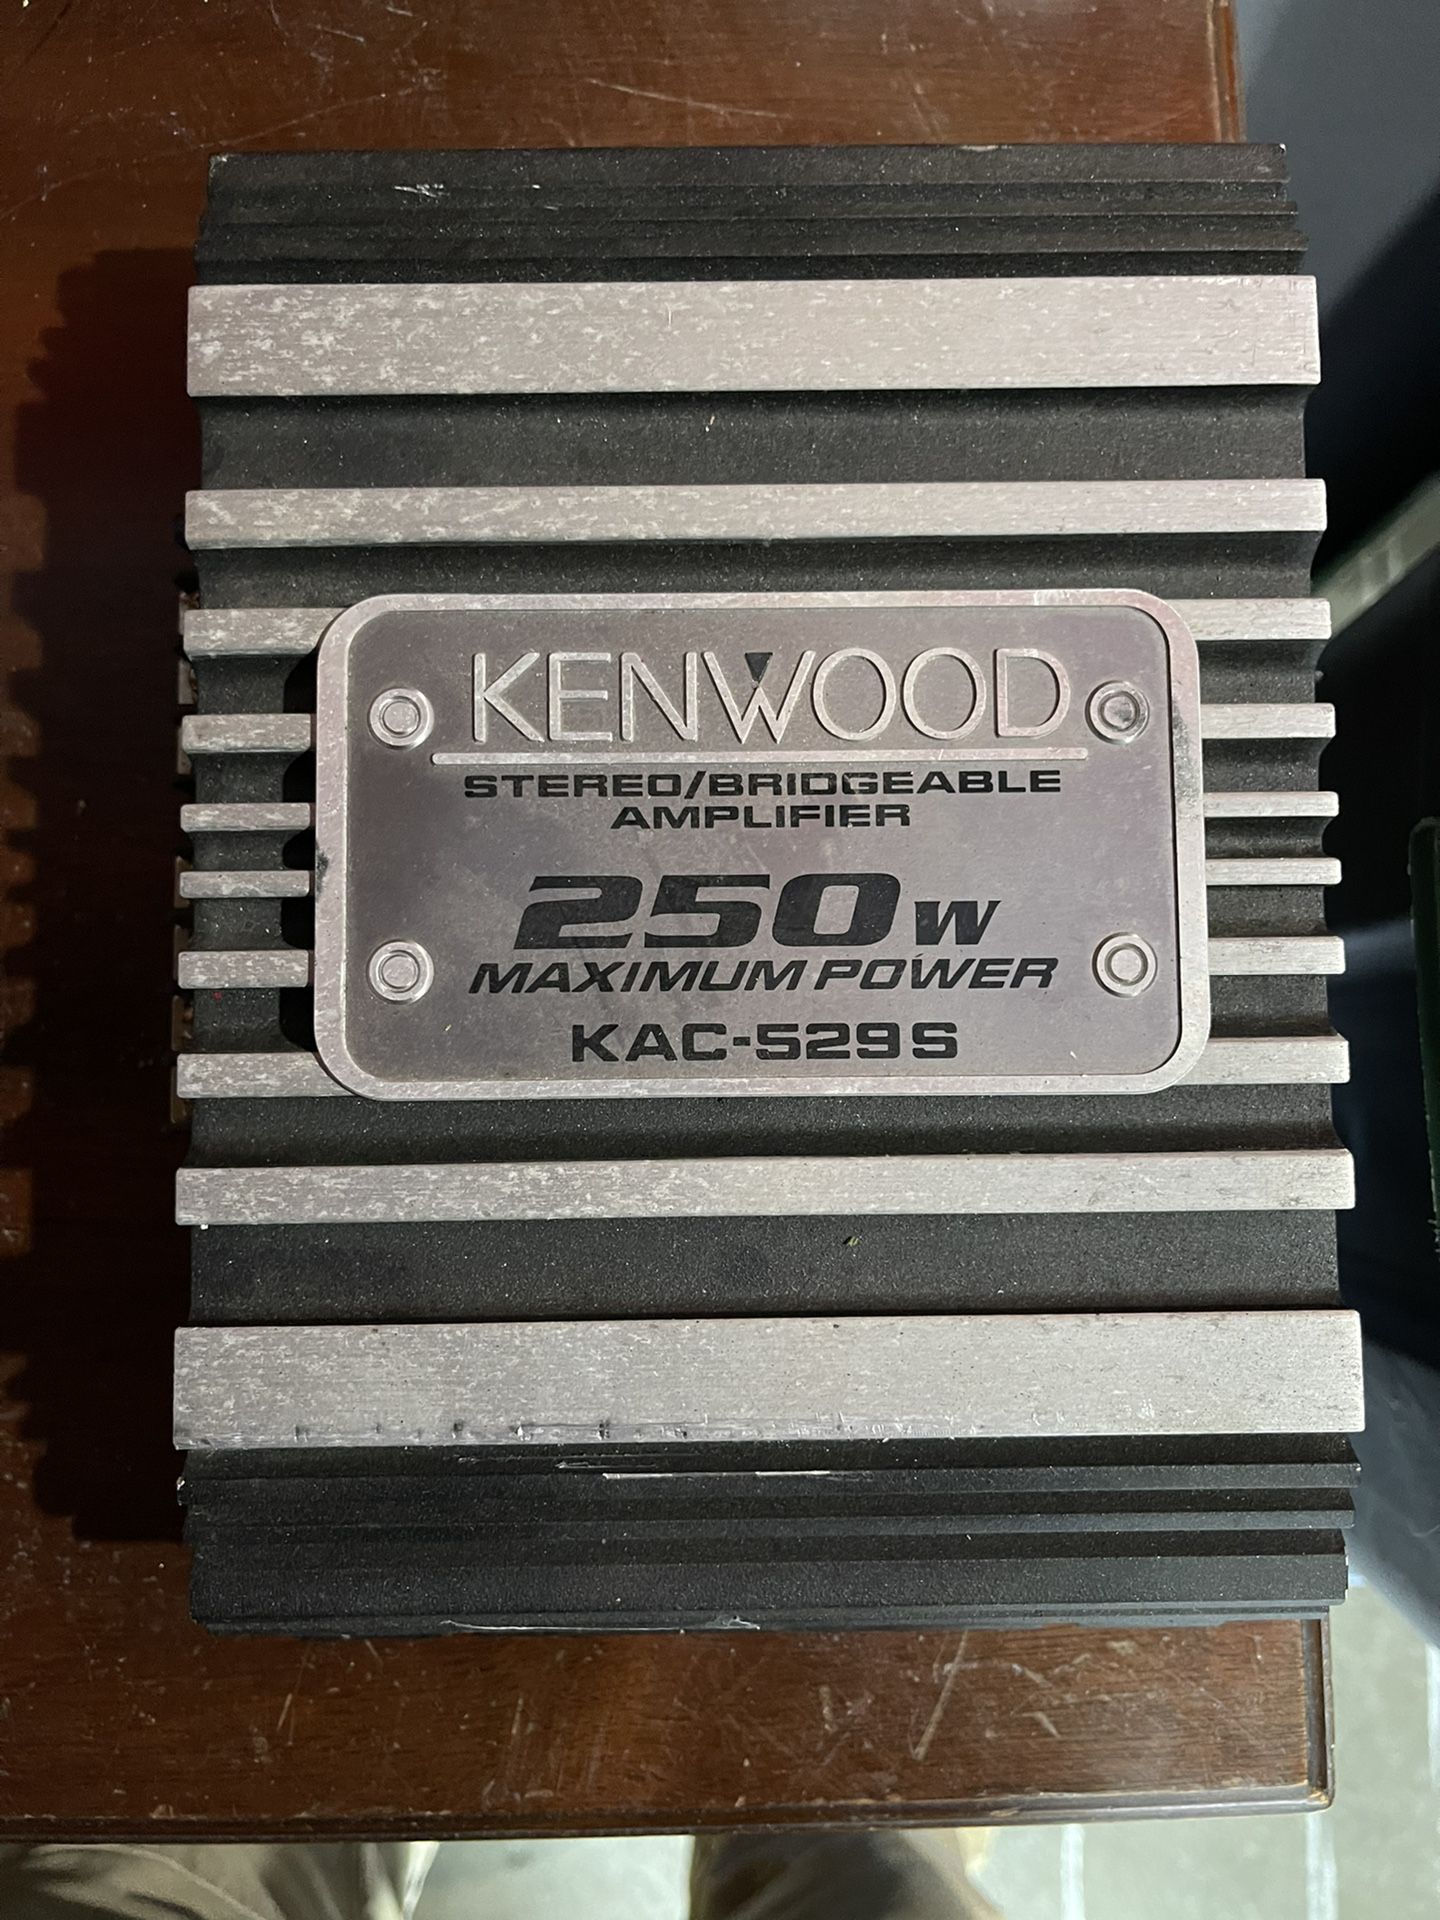 KENWOOD
STEREO/BRIDGEABLE
AMPLIFIER
250W
MAXIMUM POWER
KAC-529S